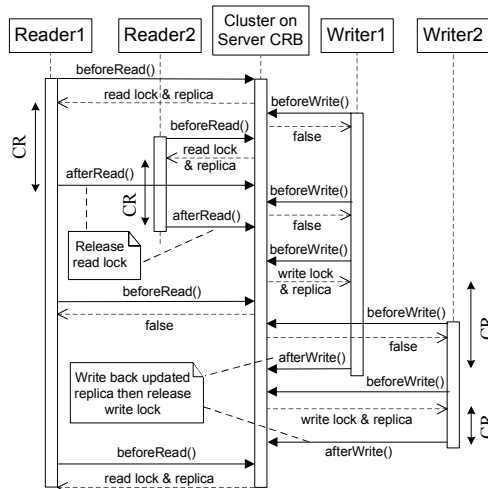 Reader1
Reader2
Cluster on
Server CRB
Writer1
Writer2
beforeRead()
read lock & replica
beforeWrite()
CR
beforeRead()
false
read lock
& replica
afterRead()
CR
beforeWrite()
false
afterRead()
Release
read lock
beforeWrite()
write lock
& replica
beforeRead()
beforeWrite()
false
false
CR
afterWrite()
Write back updated
replica then release
write lock
beforeWrite()
write lock & replica
CR
afterWrite()
beforeRead()
read lock & replica